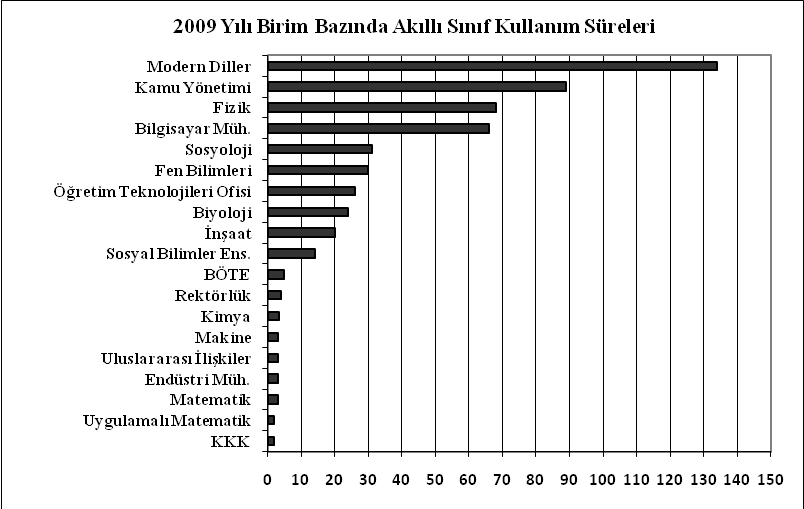 2009 Yılı Birim Bazında Akıllı Sınıf Kullanım Süreleri
Modern Diller
Kamu Yönetimi
Fizik
Bilgisayar Müh.
Sosyoloji
Fen Bilimleri
Öğretim Teknolojileri Ofisi
Biyoloji
İnşaat
Sosyal Bilimler Ens.
BÖTE
Rektörlük
Kimya
Makine
Uluslararası İlişkiler
Endüstri Müh.
Matematik
Uygulamalı Matematik
KKK
0 10 20 30 40 50 60 70 80 90 100 110 120 130 140 150